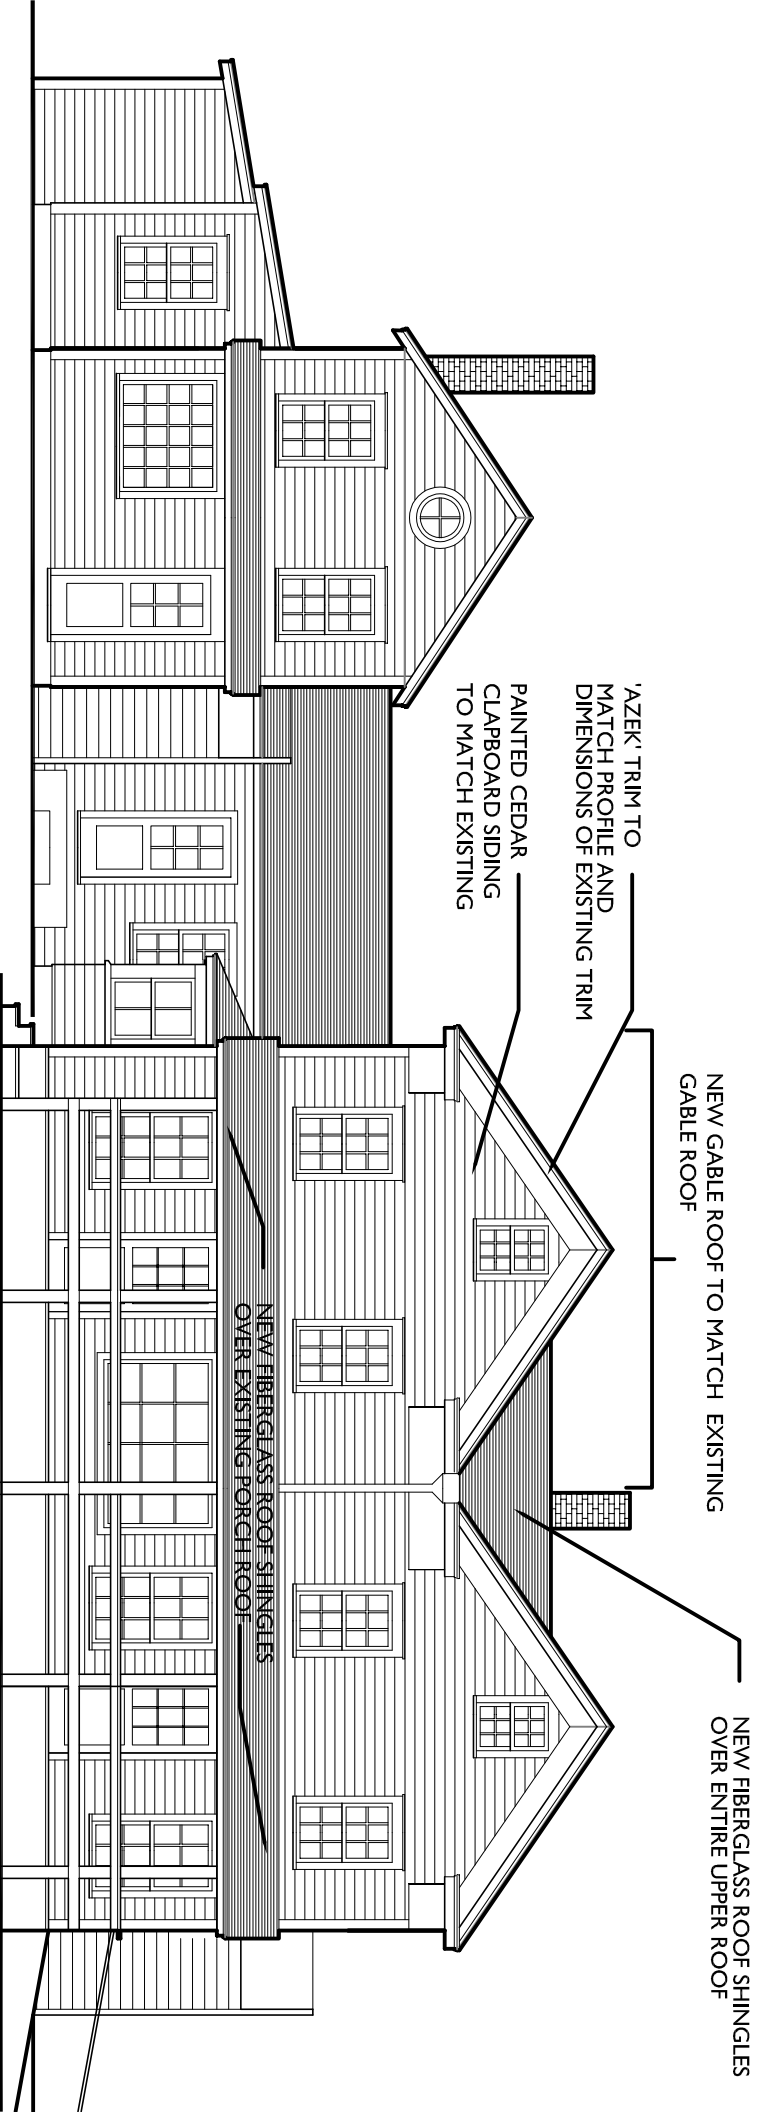 'AZEK' TRIM TO
MATCH PROFILE AND
DIMENSIONS OF EXISTING TRIM
PAINTED CEDAR
CLAPBOARD SIDING
TO MATCH EXISTING
NEW GABLE ROOF TO MATCH EXISTING
GABLE ROOF
NEW FIBERGLASS ROOF SHINGLES
OVER EXISTING PORCH ROOF
NEW FIBERGLASS ROOF SHINGLES
OVER ENTIRE UPPER ROOF